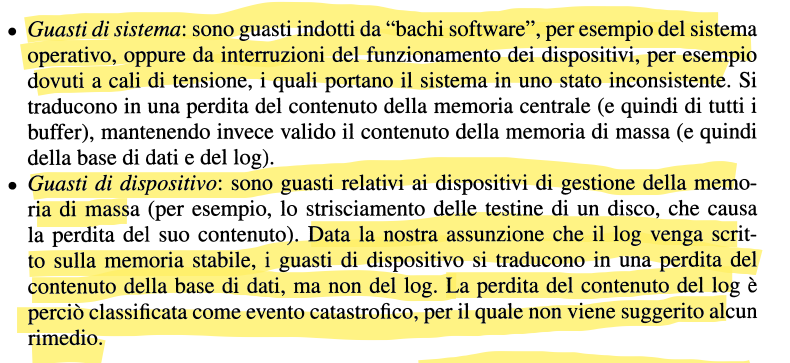 • Guasti di sistema: sono guasti indotti da “bachi software”, per esempio del sistema
operativo, oppure da interruzioni del funzionamento dei dispositivi, per esempio
dovuti a cali di tensione, i quali portano il sistema in uno stato inconsistente. Si
traducono in una perdita del contenuto della memoria centrale (e quindi di tutti i
buffer), mantenendo invece valido il contenuto della memoria di massa (e quindi
della base di dati e del log).
• Guasti di dispositivo: sono guasti relativi ai dispositivi di gestione della memo-
ria di massa (per esempio, lo strisciamento delle testine di un disco, che causa
la perdita del suo contenuto). Data la nostra assunzione che il log venga scrit-
to sulla memoria stabile, i guasti di dispositivo si traducono in una perdita del
contenuto della base di dati, ma non del log. La perdita del contenuto del log è
perciò classificata come evento catastrofico, per il quale non viene suggerito alcun
rimedio.